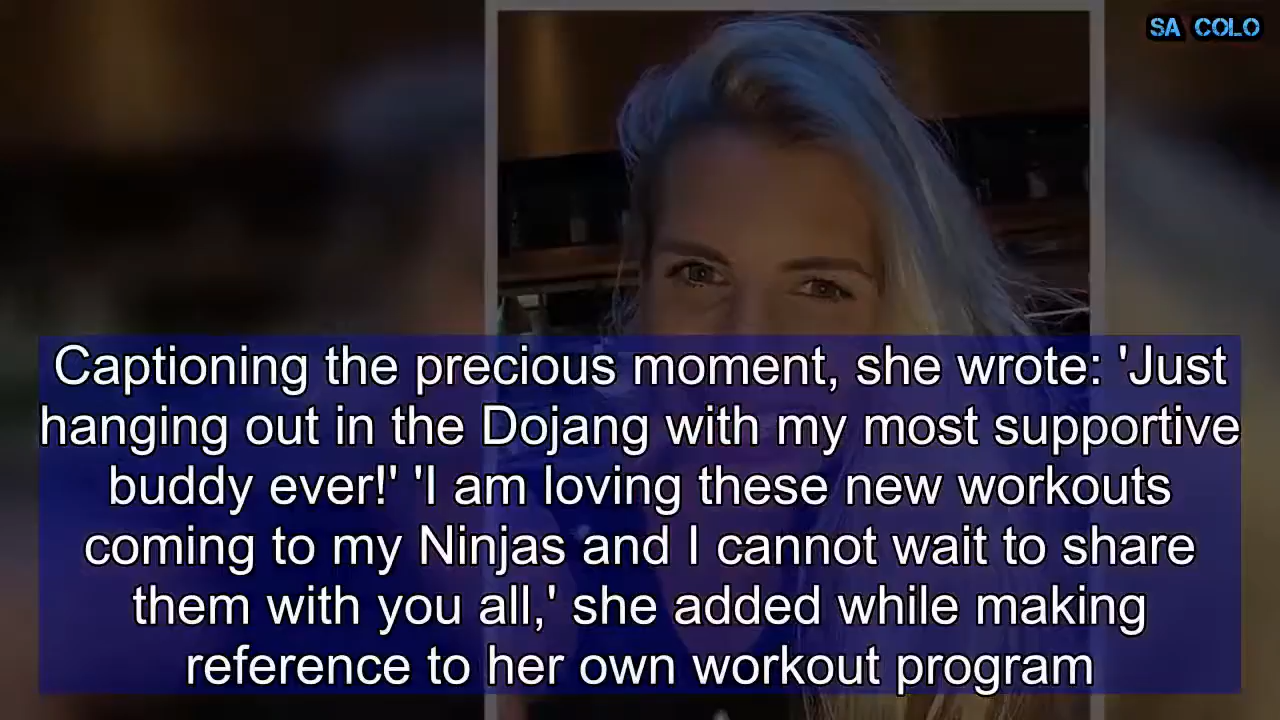 SA COLO
Captioning the precious moment, she wrote: 'Just
hanging out in the Dojang with my most supportive
buddy ever!' 'I am loving these new workouts
coming to my Ninjas and I cannot wait to share
them with you all,' she added while making
reference to her own workout program